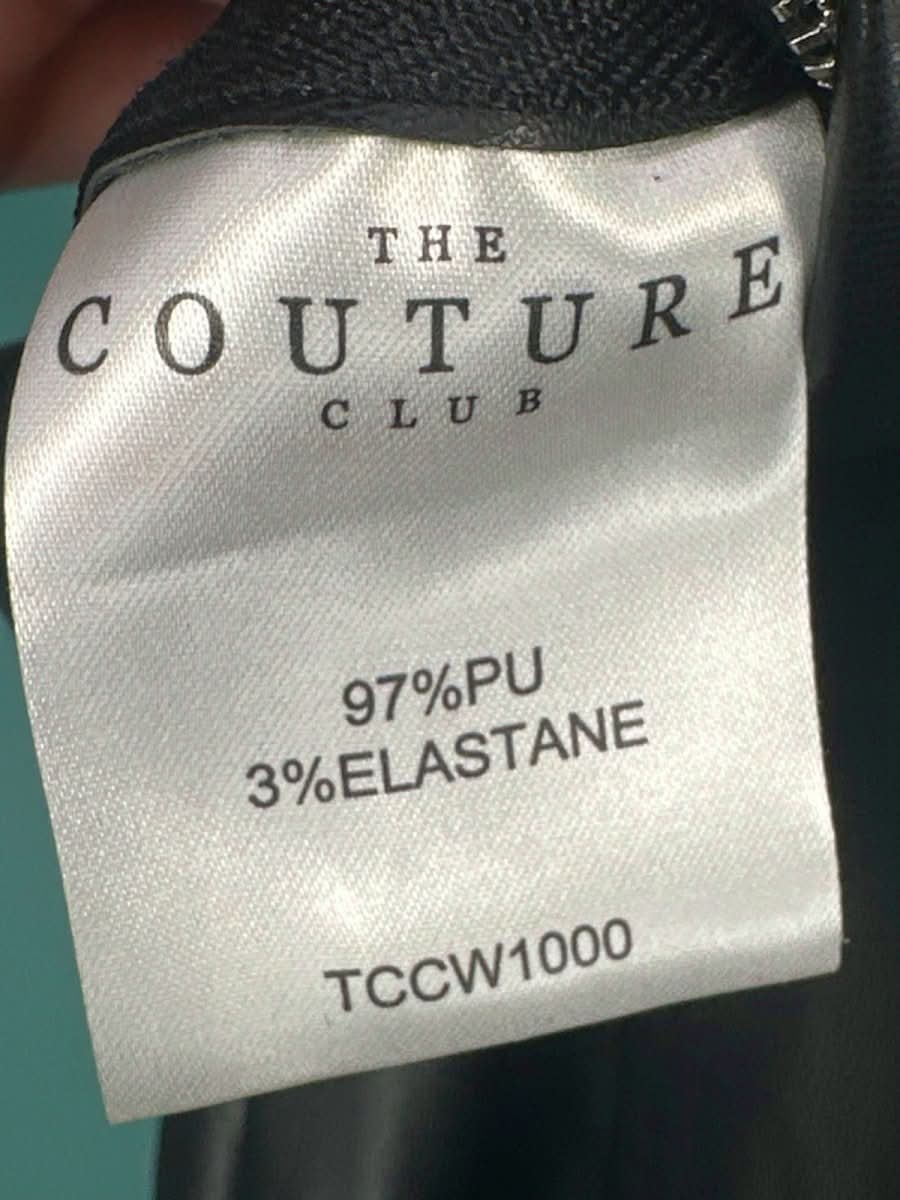 THE
COUTURE
CLUB
97%PU
3%ELASTANE
TCCW1000